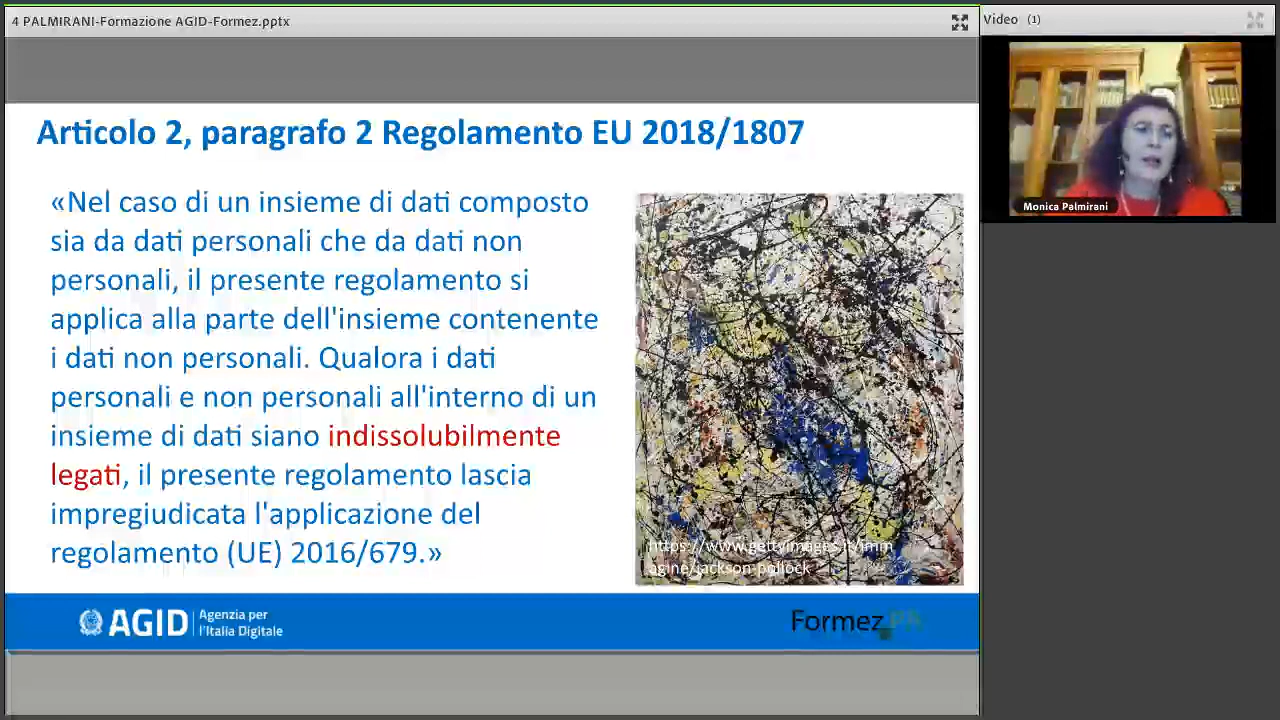 4 PALMIRANI-Formazione AGID-Formez.pptx
Video (1)
Monica Palmirani
Articolo 2, paragrafo 2 Regolamento EU 2018/1807
«Nel caso di un insieme di dati composto
sia da dati personali che da dati non
personali, il presente regolamento si
applica alla parte dell'insieme contenente
i dati non personali. Qualora i dati
personali e non personali all'interno di un
insieme di dati siano indissolubilmente
legati, il presente regolamento lascia
impregiudicata l'applicazione del
regolamento (UE) 2016/679.»
https://www.gettyimages.it/imm
agine/jackson-pollock
AGID
Agenzia per
l'Italia Digitale
Formez PA